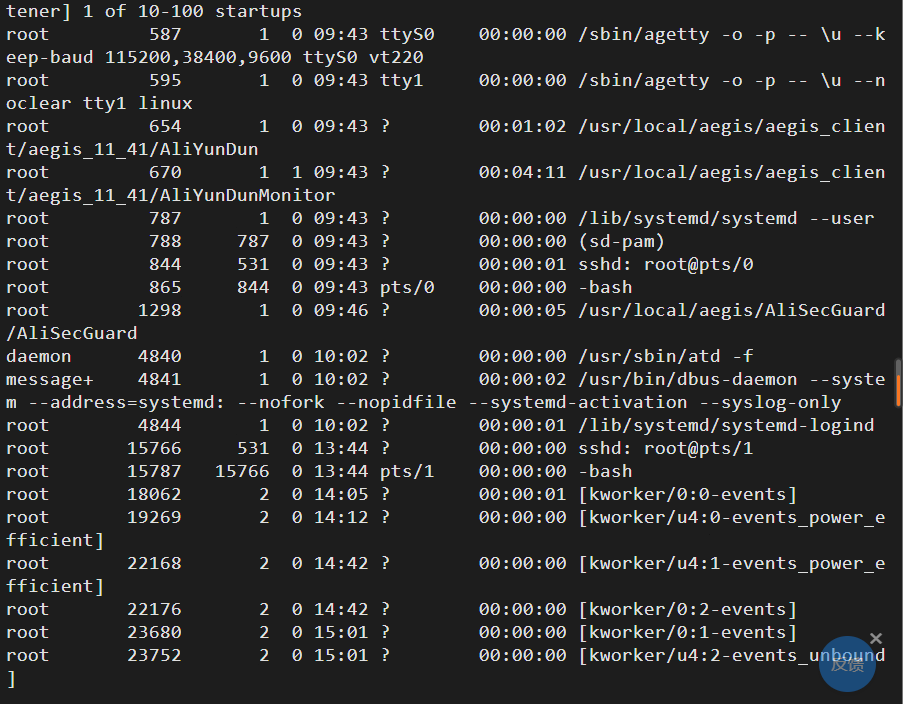 tener] 1 of 10-100 startups
root         587       1  0 09:43 ttyS0    00:00:00 /sbin/agetty -o -p -- \u --k
eep-baud 115200,38400,9600 ttyS0 vt220
root         595       1  0 09:43 tty1     00:00:00 /sbin/agetty -o -p -- \u --n
oclear tty1 linux
root         654       1  0 09:43 ?        00:01:02 /usr/local/aegis/aegis_clien
t/aegis_11_41/AliYunDun
root         670       1  1 09:43 ?        00:04:11 /usr/local/aegis/aegis_clien
t/aegis_11_41/AliYunDunMonitor
root         787       1  0 09:43 ?        00:00:00 /lib/systemd/systemd --user
root         788     787  0 09:43 ?        00:00:00 (sd-pam)
root         844     531  0 09:43 ?        00:00:01 sshd: root@pts/0
root         865     844  0 09:43 pts/0    00:00:00 -bash
root        1298       1  0 09:46 ?        00:00:05 /usr/local/aegis/AliSecGuard
/AliSecGuard
daemon      4840       1  0 10:02 ?        00:00:00 /usr/sbin/atd -f
message+    4841       1  0 10:02 ?        00:00:02 /usr/bin/dbus-daemon --syste
m --address=systemd: --nofork --nopidfile --systemd-activation --syslog-only
root        4844       1  0 10:02 ?        00:00:01 /lib/systemd/systemd-logind
root       15766     531  0 13:44 ?        00:00:00 sshd: root@pts/1
root       15787   15766  0 13:44 pts/1    00:00:00 -bash
root       18062       2  0 14:05 ?        00:00:01 [kworker/0:0-events]
root       19269       2  0 14:12 ?        00:00:00 [kworker/u4:0-events_power_e
fficient]
root       22168       2  0 14:42 ?        00:00:00 [kworker/u4:1-events_power_e
fficient]
root       22176       2  0 14:42 ?        00:00:00 [kworker/0:2-events]
root       23680       2  0 15:01 ?        00:00:00 [kworker/0:1-events]
root       23752       2  0 15:01 ?        00:00:00 [kworker/u4:2-events_unbound
]
反馈